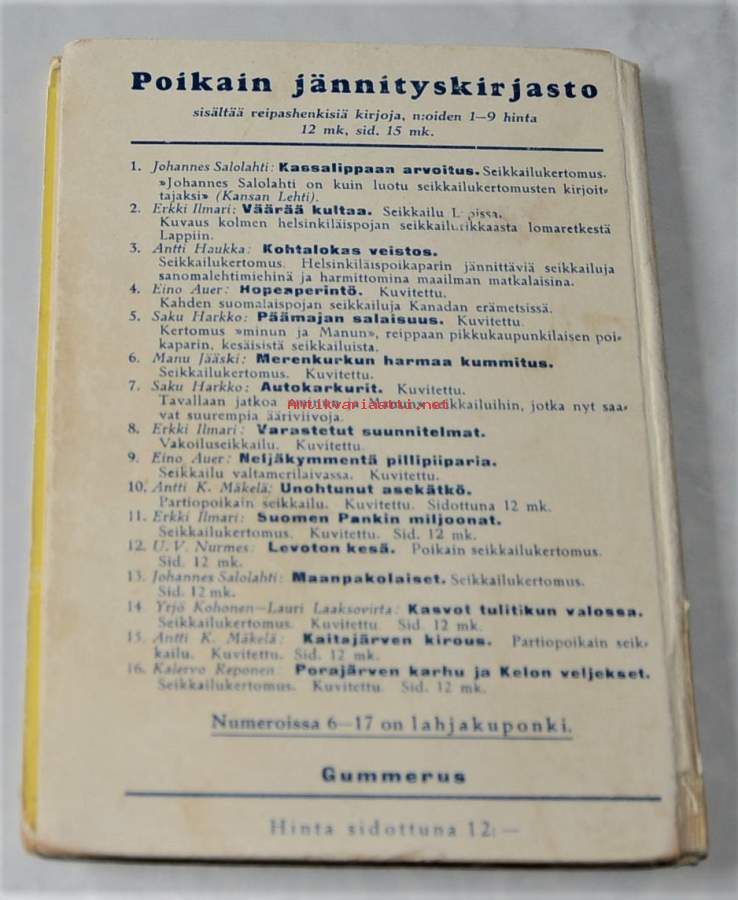 Poikain jännityskirjasto
sisältää reipashenkisiä kirjoja, n:oiden 1—9 hinta
12 mk, sid. 15 mk.
1. Johannes Salolahti: Kassalippaan arvoitus. Seikkailukertomus.
»Johannes Salolahti on kuin luotu seikkailukertomusten kirjoit-
tajaksi» (Kansan Lehti).
2. Erkki Ilmari: Väärää kultaa. Seikkailu
Kuvaus kolmen helsinkiläispojan lomaretkestä
Lappiin.
3. Antti Haukka: Kohtalokas veistos.
Seikkailukertomus. Helsinkiläispoikaparin jännittäviä seikkailuja
sanomalehtimiehinä ja harmittomina maailman matkalaisina.
4. Eino Auer: Hopeaperintö. Kuvitettu.
Kahden suomalaispojan seikkailuja Kanadan erämetsissä.
5. Saku Harkko: Päämajan salaisuus. Kuvitettu.
Kertomus »minun ja Manun», reippaan pikkukaupunkilaisen poi-
kaparin, kesäisistä seikkailuista.
6. Manu Jääski: Merenkurkun harmaa kummitus.
Seikkailukertomus. Kuvitettu.
7. Saku Harkko: Autokarkurit. Kuvitettu.
Tavallaan jatkoa seikkailuihin, jotka nyt saa-
vat suurempia ääriviivoja.
Antikvariaatti.net
8. Erkki Ilmari: Varastetut suunnitelmat.
Vakoiluseikkailu. Kuvitettu.
9. Eino Auer: Neljäkymmentä pillipiiparia.
Seikkailu valtamerilaivassa. Kuvitettu.
10. Antti K. Mäkelä: Unohtunut asekätkö.
Partiopoikain seikkailu. Kuvitettu. Sidottuna 12 mk.
11. Erkki Ilmari: Suomen Pankin miljoonat.
Seikkailukertomus. Kuvitettu. Sid. 12 mk.
12. U. V. Nurmes: Levoton kesä. Poikain seikkailukertomus.
Sid. 12 mk.
13. Johannes Salolahti: Maanpakolaiset. Seikkailukertomus.
Sid. 12 mk.
14 Yrjö Kohonen—Lauri Laaksovirta: Kasvot tulitikun valossa.
Seikkailukertomus. Kuvitettu Sid. 12 mk.
15. Antti K. Mäkelä: Kaitajärven kirous. Partiopoikain seik-
kailu. Kuvitettu. Sid. 12 mk.
16. Kalervo Reponen: Porajärven karhu ja Kelon veljekset.
Seikkailukertomus. Kuvitettu. Sid. 12 mk.
Numeroissa 6—17 on lahjakuponki.
Gummerus
Hinta sidottuna 12:—